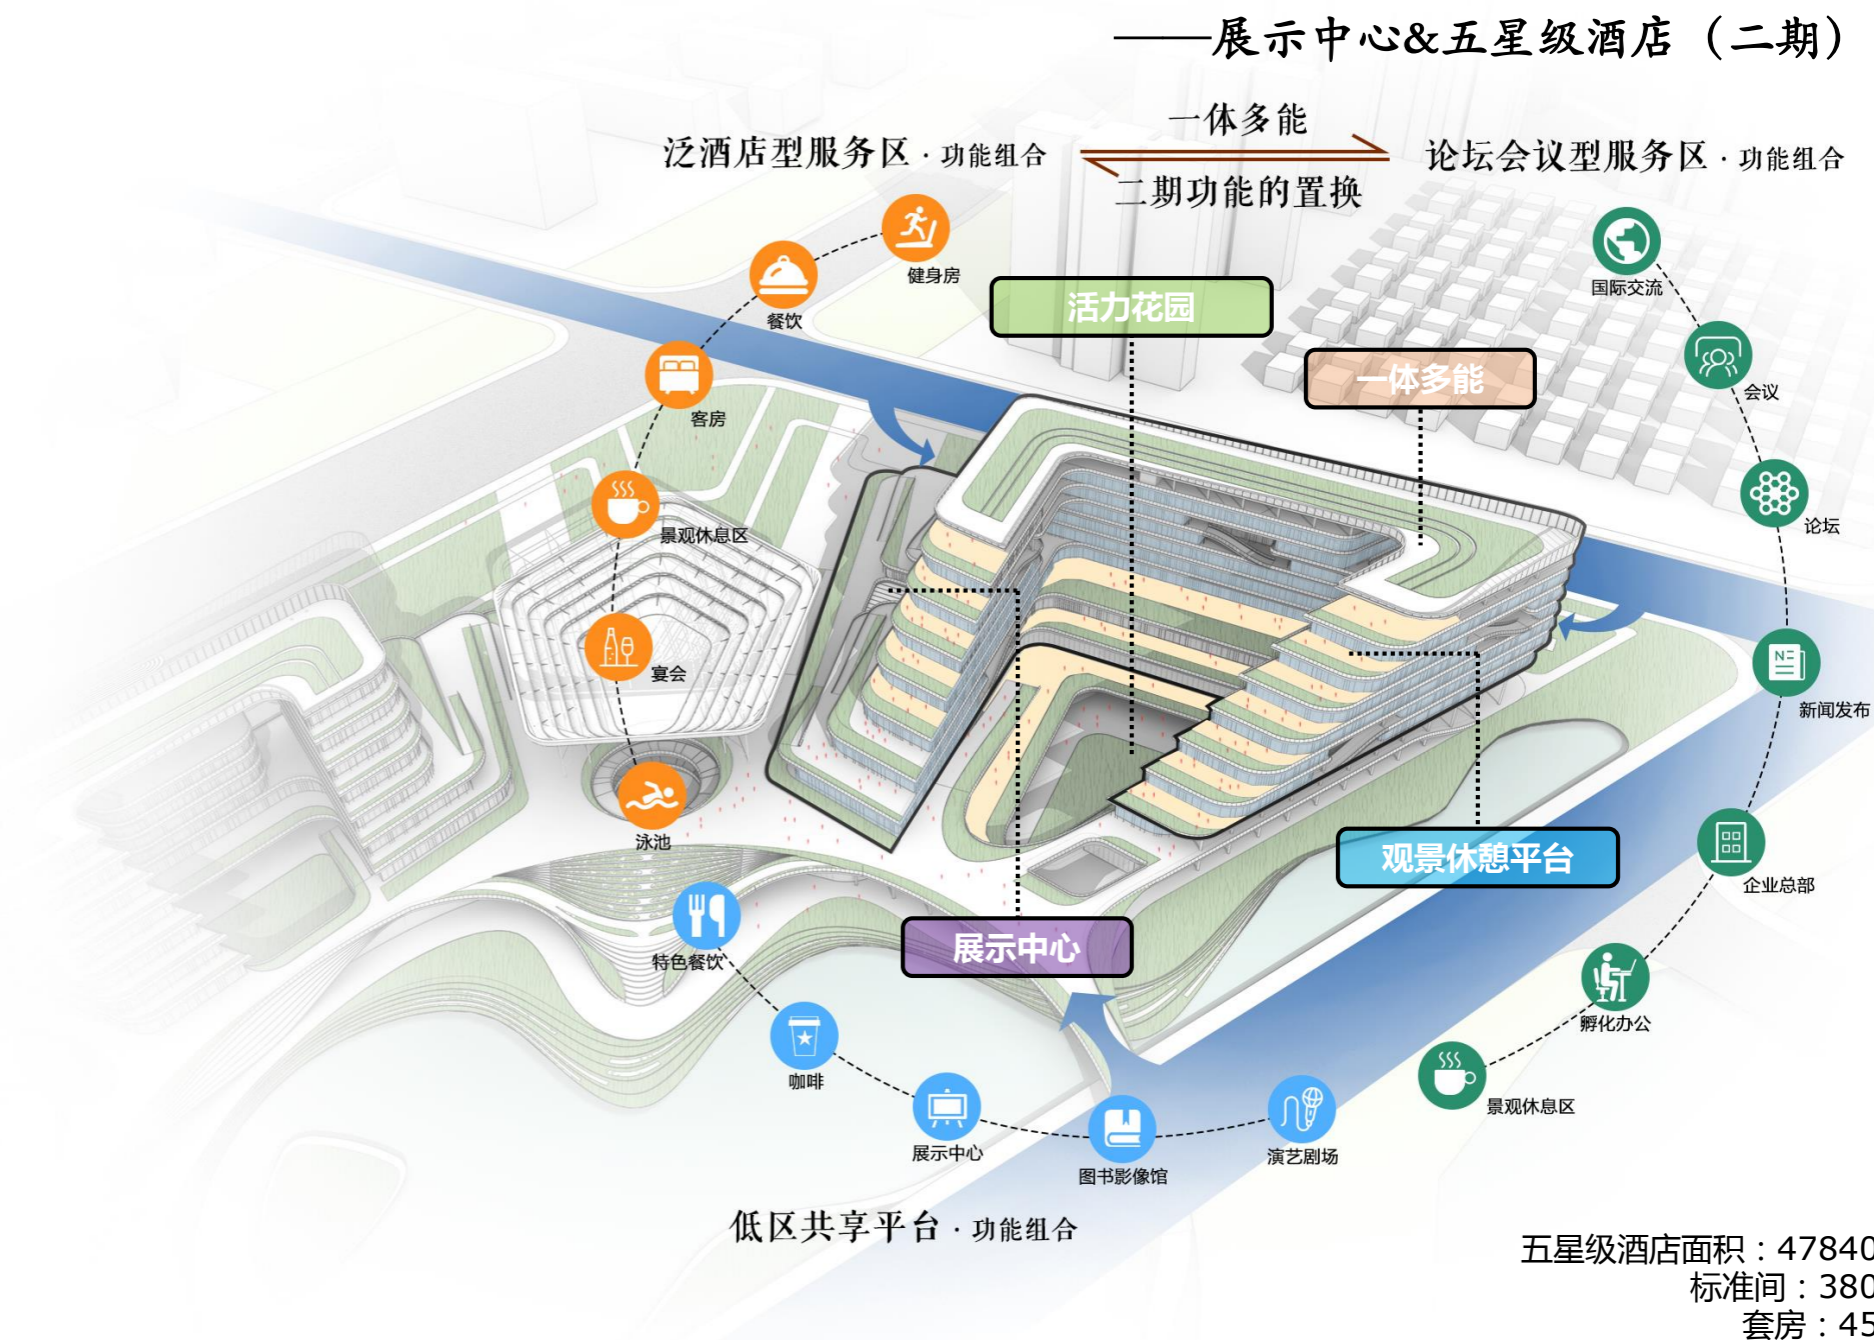 ——展示中心&五星级酒店（二期）
泛酒店型服务区 · 功能组合
一体多能
二期功能的置换
论坛会议型服务区 · 功能组合
健身房
餐饮
客房
景观休息区
宴会
泳池
活力花园
一体多能
观景休憩平台
展示中心
国际交流
会议
论坛
NE
新闻发布
企业总部
孵化办公
景观休息区
特色餐饮
咖啡
展示中心
图书影像馆
演艺剧场
低区共享平台 · 功能组合
五星级酒店面积：47840
标准间：380
套房：45